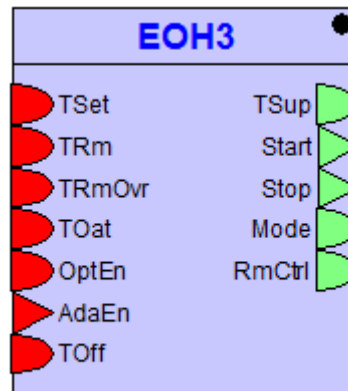 EOH3
TSet
TSup
TRm
Start
TRmOvr
Stop
TOat
Mode
OptEn
RmCtrl
AdaEn
TOff